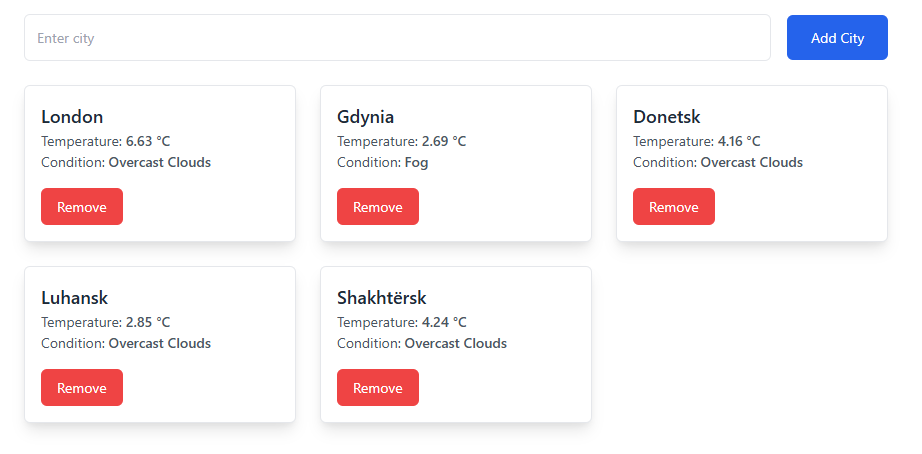 Enter city
Add City
London
Temperature: 6.63 °C
Condition: Overcast Clouds
Remove
Gdynia
Temperature: 2.69 °C
Condition: Fog
Remove
Donetsk
Temperature: 4.16 °C
Condition: Overcast Clouds
Remove
Luhansk
Temperature: 2.85 °C
Condition: Overcast Clouds
Remove
Shakhtërsk
Temperature: 4.24 °C
Condition: Overcast Clouds
Remove